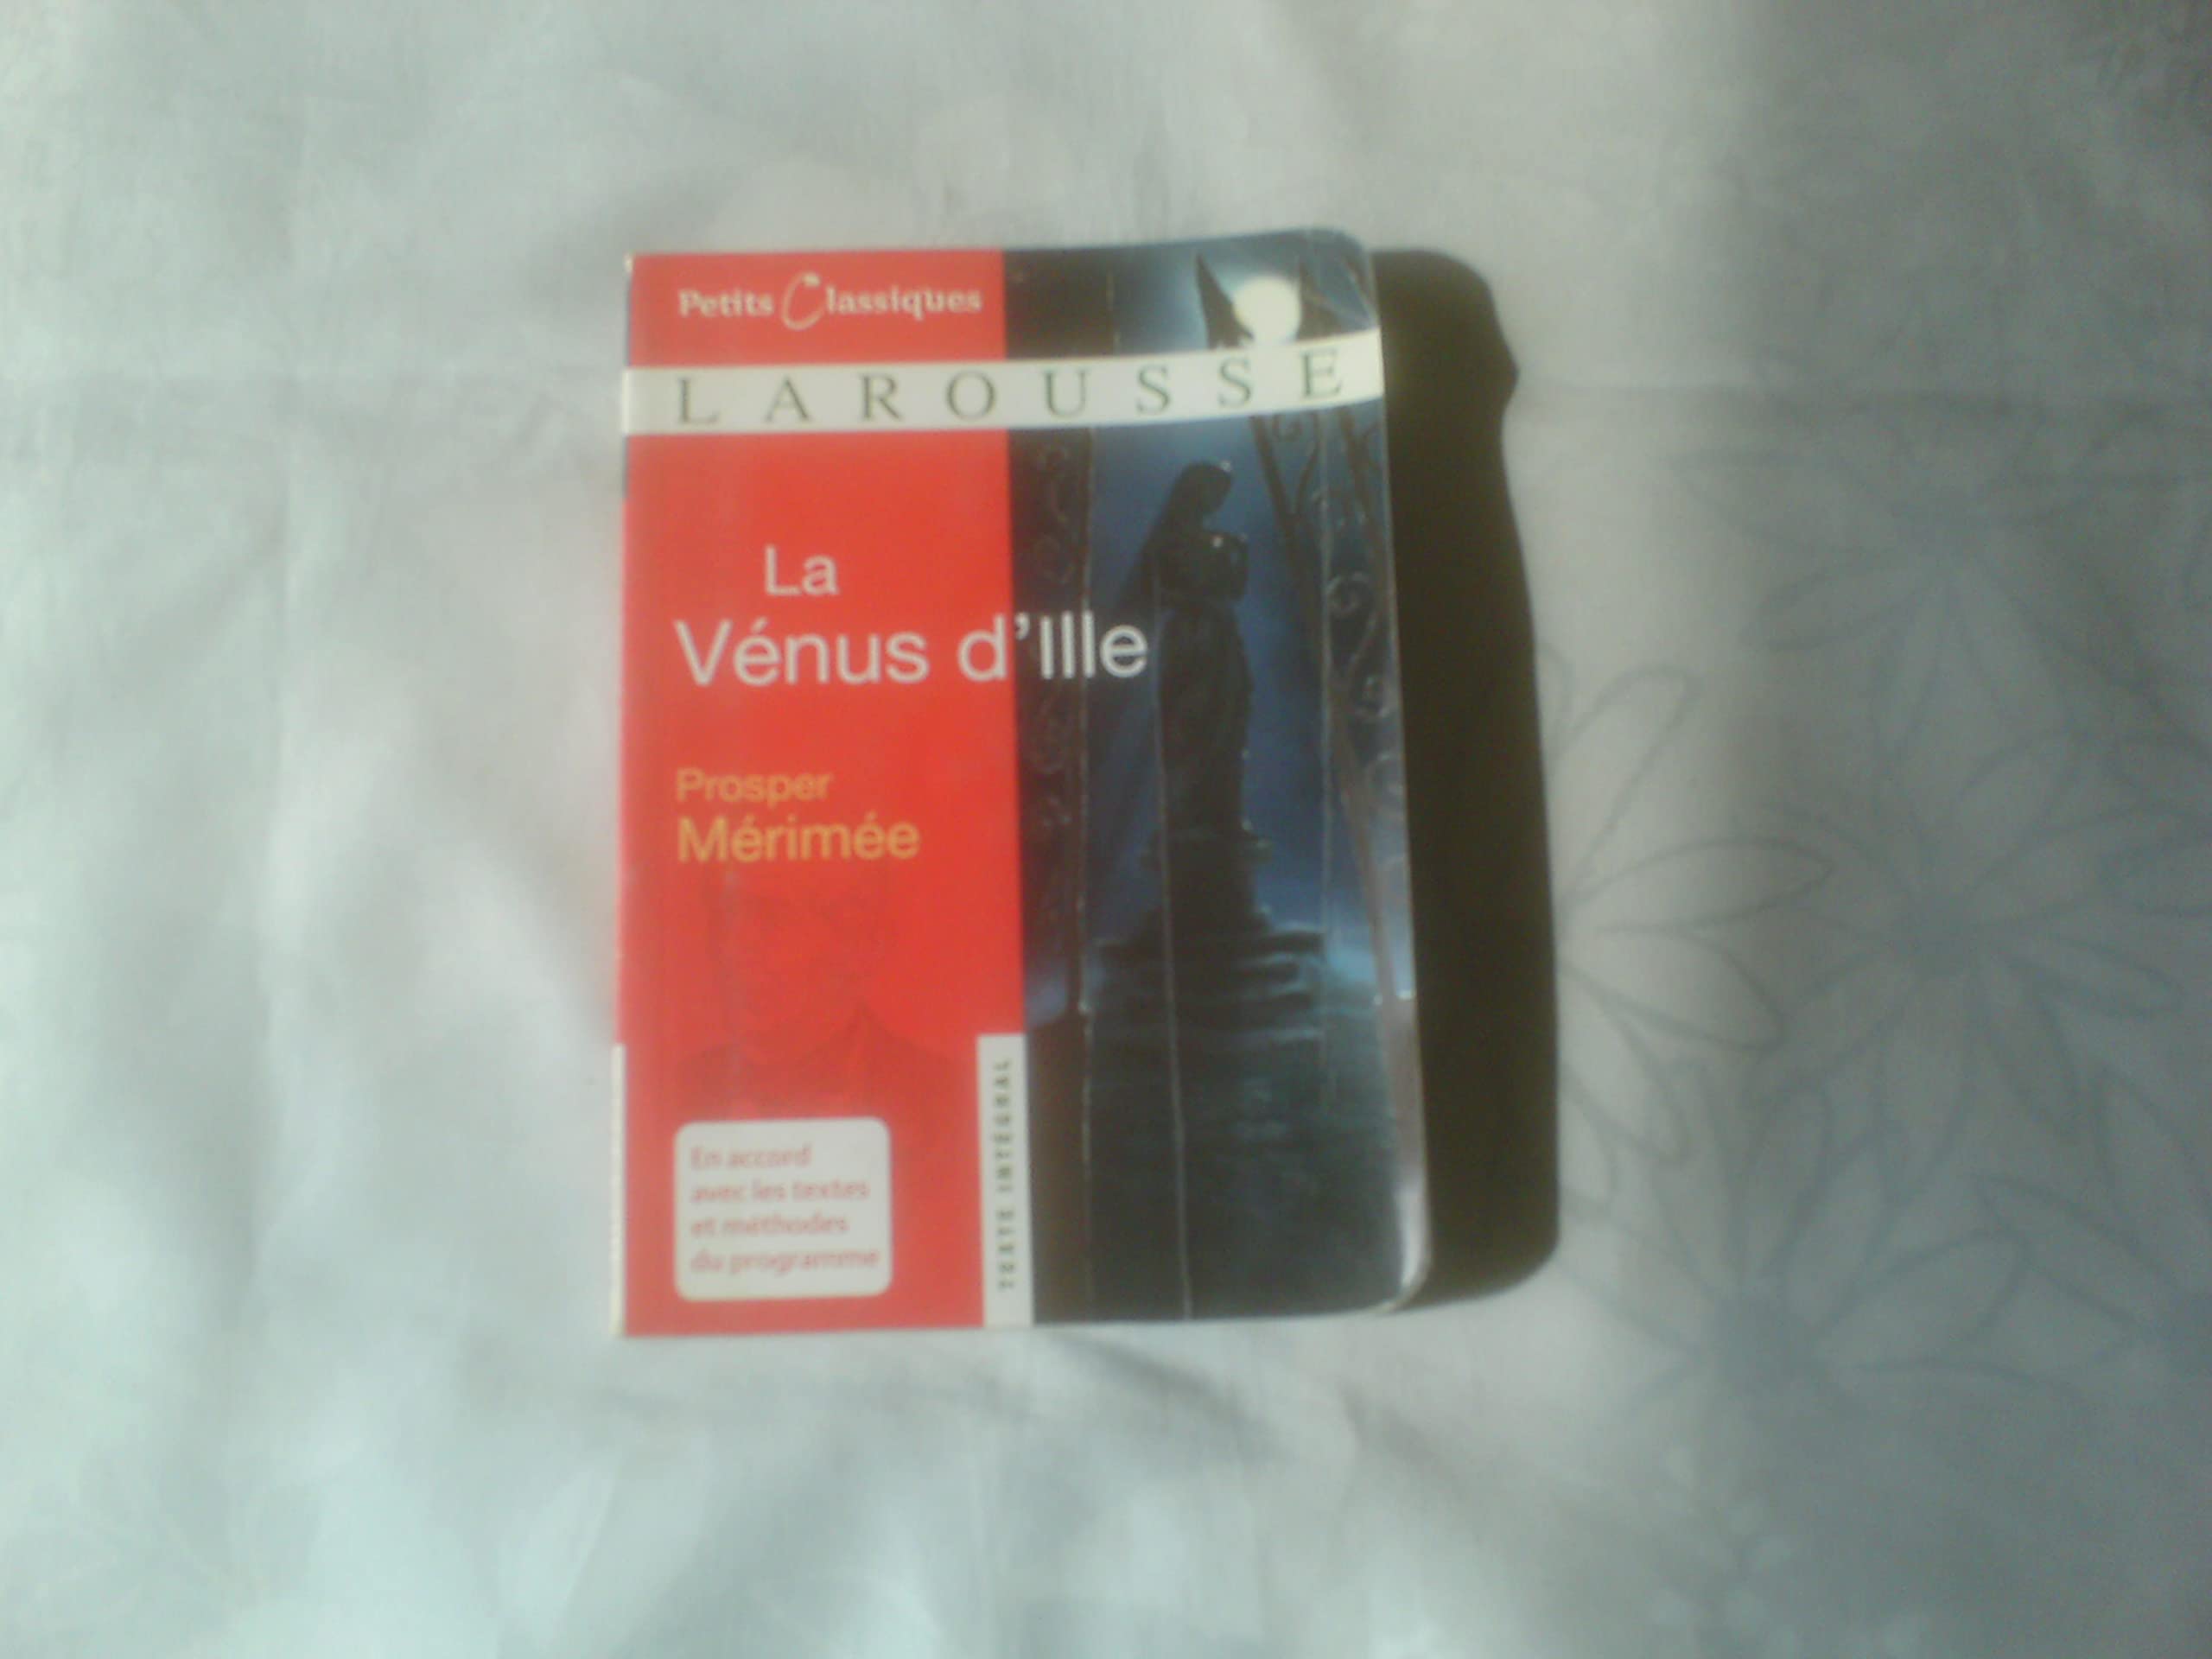 Petits Classiques
LAROUSSE
La
Vénus d'Ille
Prosper
Mérimée
En accord
avec les textes
et méthodes
du programme
TEXTE INTÉGRAL